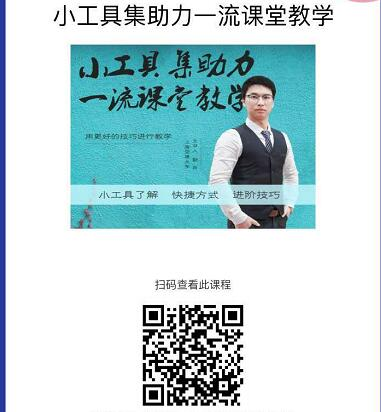 小工具集助力一流课堂教学
小工具集助力
一流课堂教学
用更好的技巧进行教学
小工具了解 快捷方式 进阶技巧
扫码查看此课程